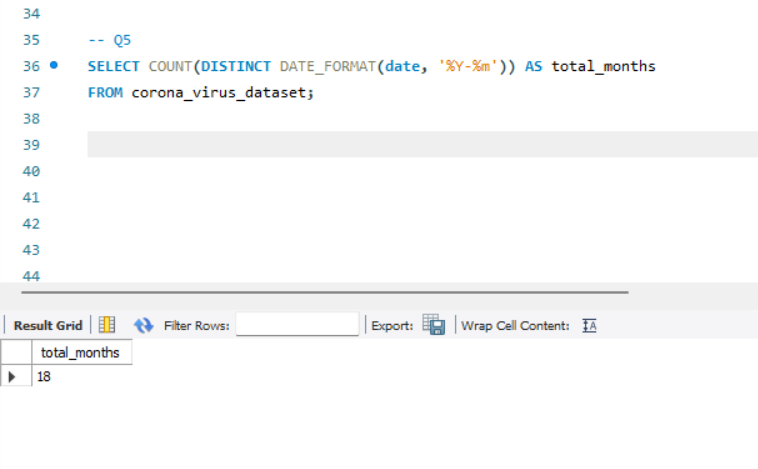 34
35 -- Q5
36 SELECT COUNT(DISTINCT DATE_FORMAT(date, '%Y-%m')) AS total_months
37 FROM corona_virus_dataset;
38
39
40
41
42
43
44
Result Grid Filter Rows: Export: Wrap Cell Content: IA
total_months
18